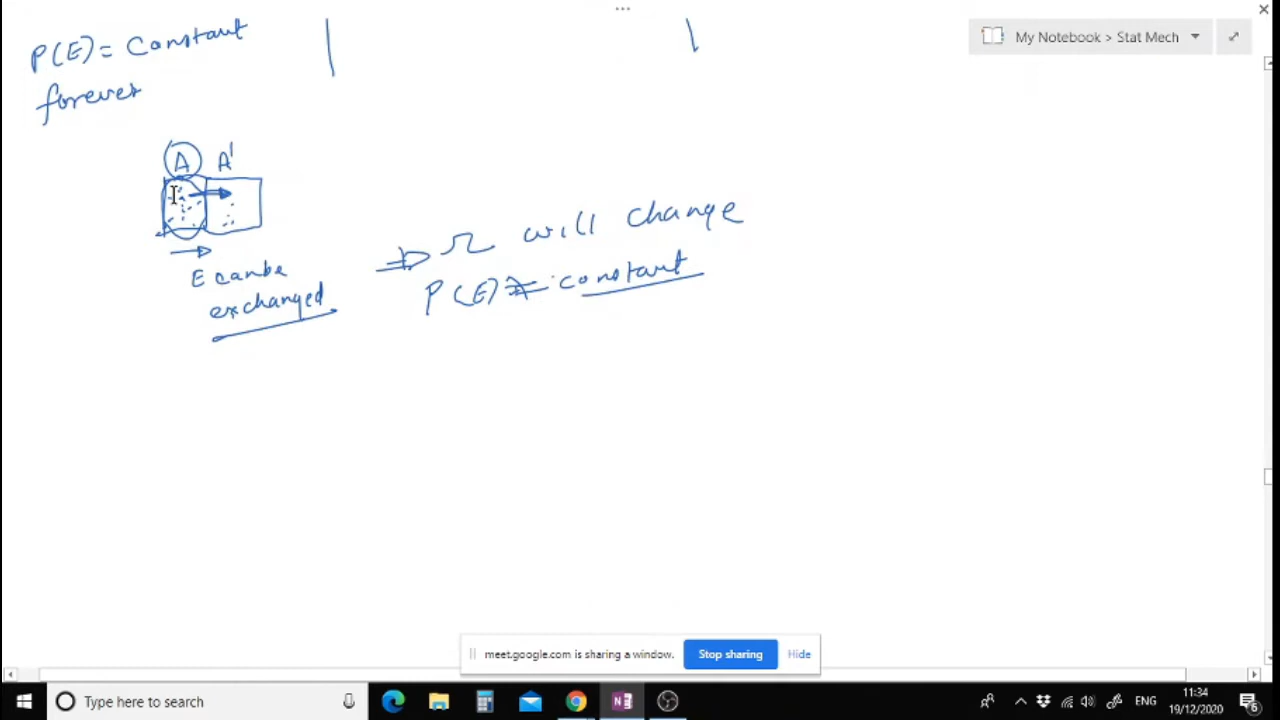 My Notebook > Stat Mech
P(E) = Constant
forever
A A'
E can be
exchanged
⇒ Ω will change
P(E) ≠ constant
meet.google.com is sharing a window.
Stop sharing
Hide
Type here to search
ENG
11:34
19/12/2020
6